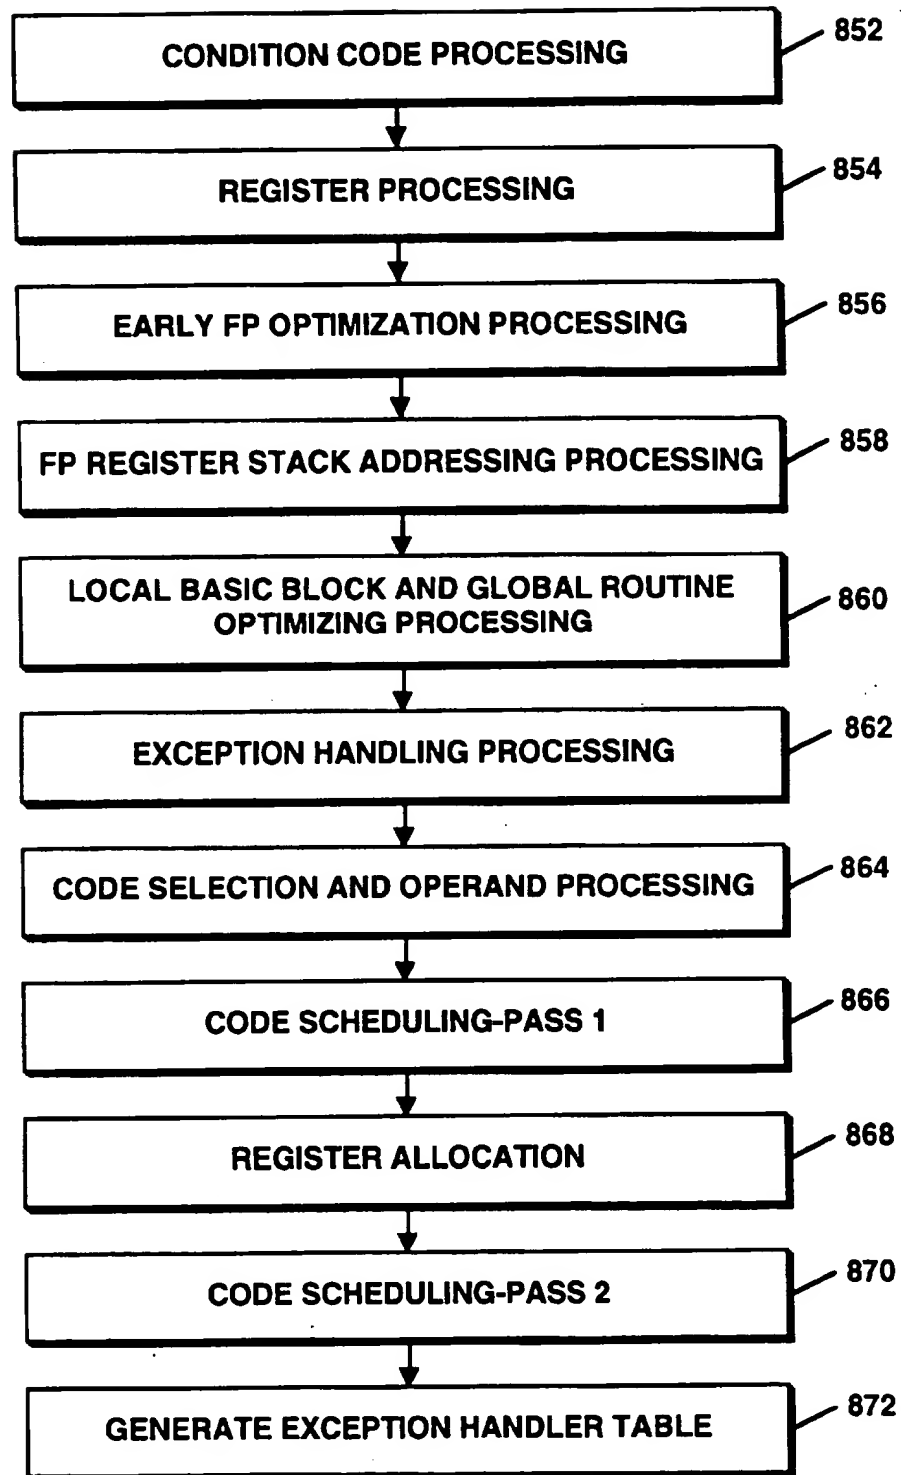 CONDITION CODE PROCESSING
852
REGISTER PROCESSING
854
EARLY FP OPTIMIZATION PROCESSING
856
FP REGISTER STACK ADDRESSING PROCESSING
858
LOCAL BASIC BLOCK AND GLOBAL ROUTINE
OPTIMIZING PROCESSING
860
EXCEPTION HANDLING PROCESSING
862
CODE SELECTION AND OPERAND PROCESSING
864
CODE SCHEDULING-PASS 1
866
REGISTER ALLOCATION
868
CODE SCHEDULING-PASS 2
870
GENERATE EXCEPTION HANDLER TABLE
872